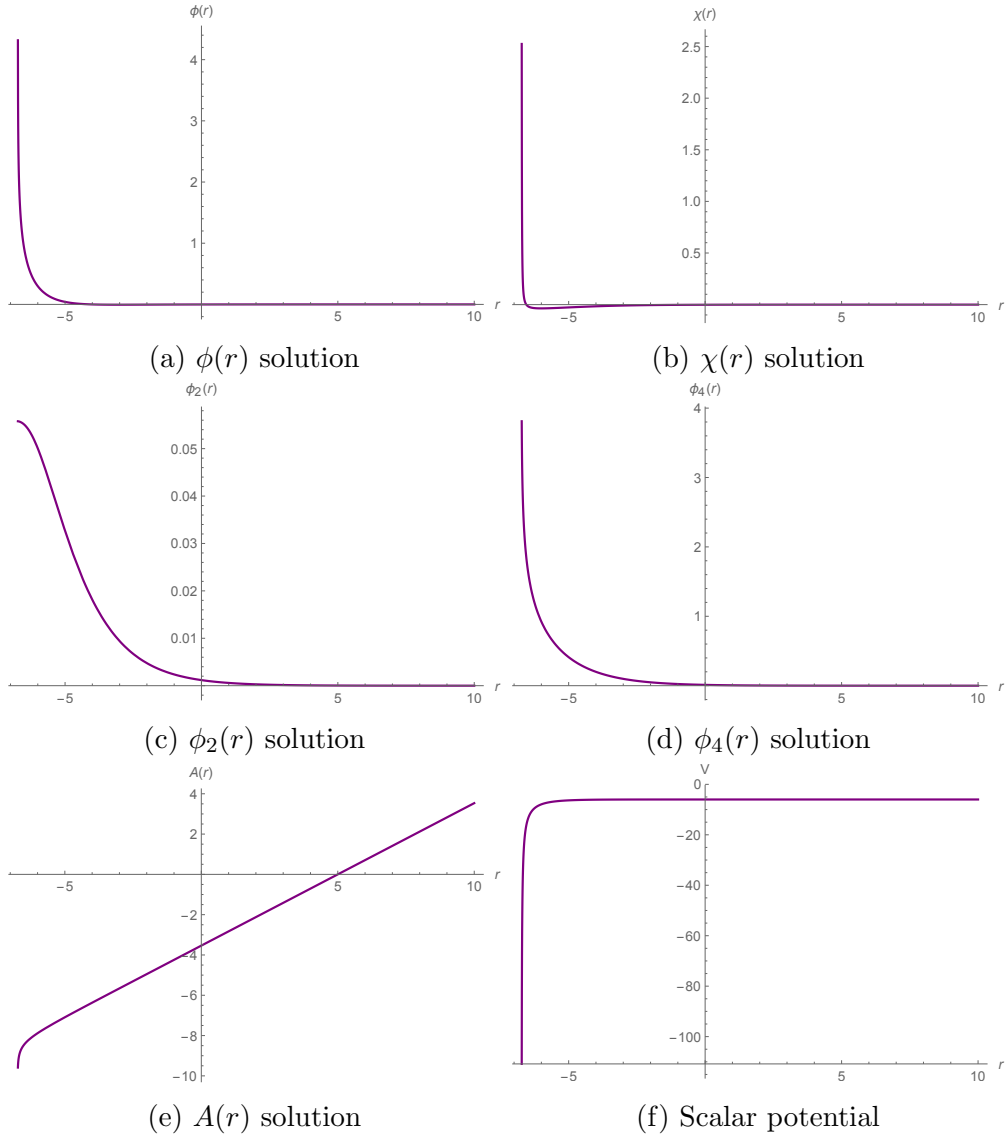 ϕ(r)
4
3
2
1
-5
5
10
r
(a) ϕ(r) solution
χ(r)
2.5
2.0
1.5
1.0
0.5
-5
5
10
r
(b) χ(r) solution
ϕ₂(r)
0.05
0.04
0.03
0.02
0.01
-5
5
10
r
(c) ϕ₂(r) solution
ϕ₄(r)
4
3
2
1
-5
5
10
r
(d) ϕ₄(r) solution
A(r)
4
2
-5
5
10
r
-2
-4
-6
-8
-10
(e) A(r) solution
V
0
-20
-40
-60
-80
-100
-5
5
10
r
(f) Scalar potential